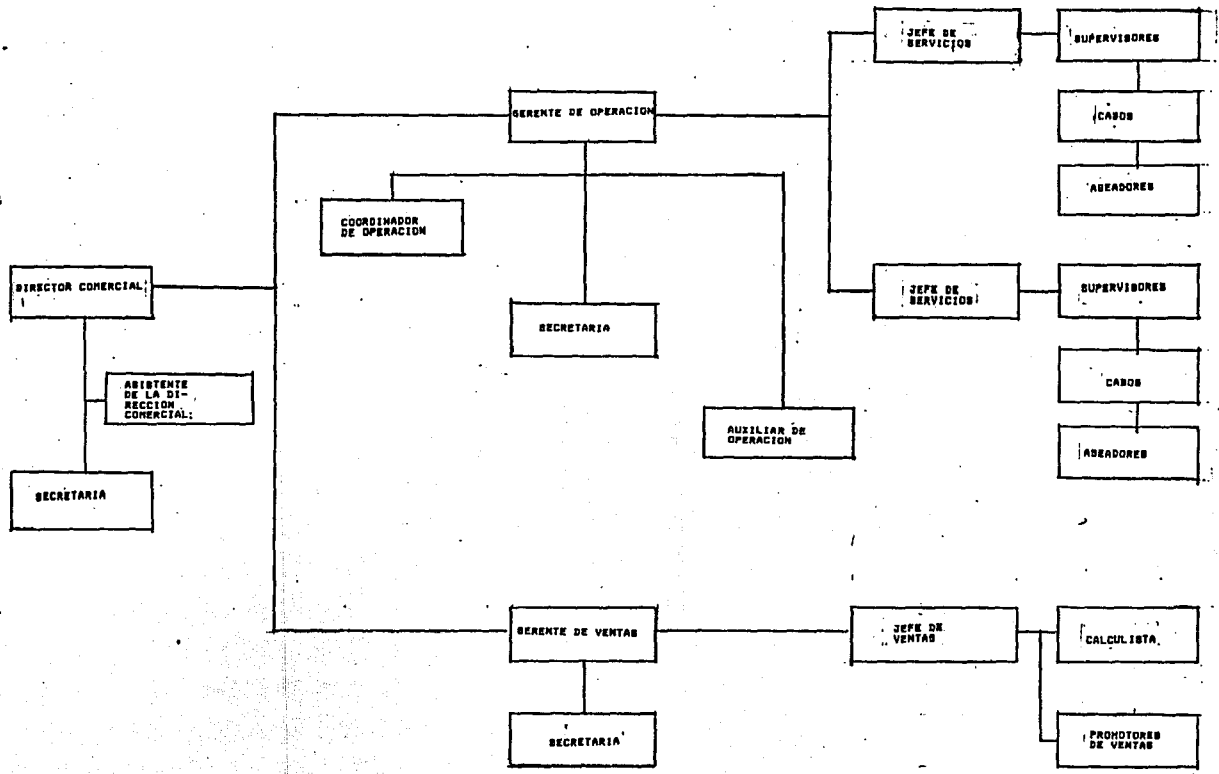 JEFE DE
SERVICIOS
SUPERVISORES
GERENTE DE OPERACION
CABOS
ASEADORES
COORDINADOR
DE OPERACION
DIRECTOR COMERCIAL
JEFE DE
SERVICIOS
SUPERVISORES
SECRETARIA
ASISTENTE
DE LA DI-
RECCION
COMERCIAL
CABOS
AUXILIAR DE
OPERACION
ASEADORES
SECRETARIA
GERENTE DE VENTAS
JEFE DE
VENTAS
CALCULISTA
SECRETARIA
PROMOTORES
DE VENTAS